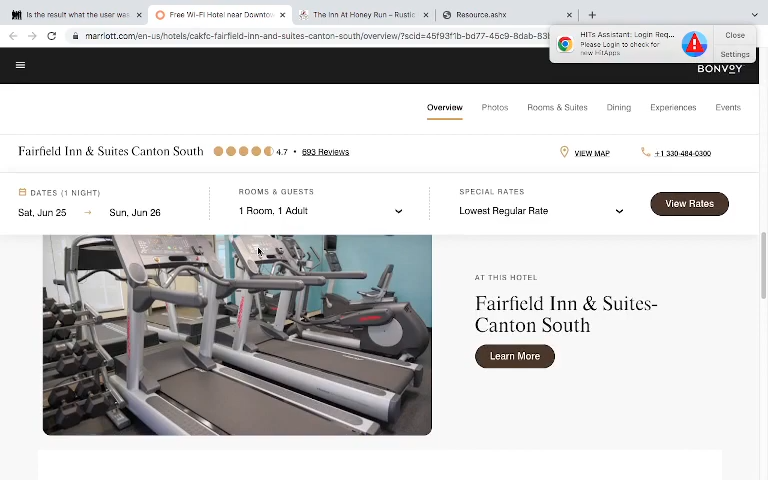 Is the result what the user was
Free Wi-Fi Hotel near Downtow
The Inn At Honey Run – Rustic
Resource.ashx
marriott.com/en-us/hotels/cakfc-fairfield-inn-and-suites-canton-south/overview/?scid=45f93f1b-bd77-45c9-8dab-83b
HITs Assistant: Login Req...
Please Login to check for
new HITApps
Close
Settings
BONVOY
Overview
Photos
Rooms & Suites
Dining
Experiences
Events
Fairfield Inn & Suites Canton South
4.7 • 693 Reviews
VIEW MAP
+1 330-484-0300
DATES (1 NIGHT)
Sat, Jun 25 → Sun, Jun 26
ROOMS & GUESTS
1 Room, 1 Adult
SPECIAL RATES
Lowest Regular Rate
View Rates
AT THIS HOTEL
Fairfield Inn & Suites-
Canton South
Learn More